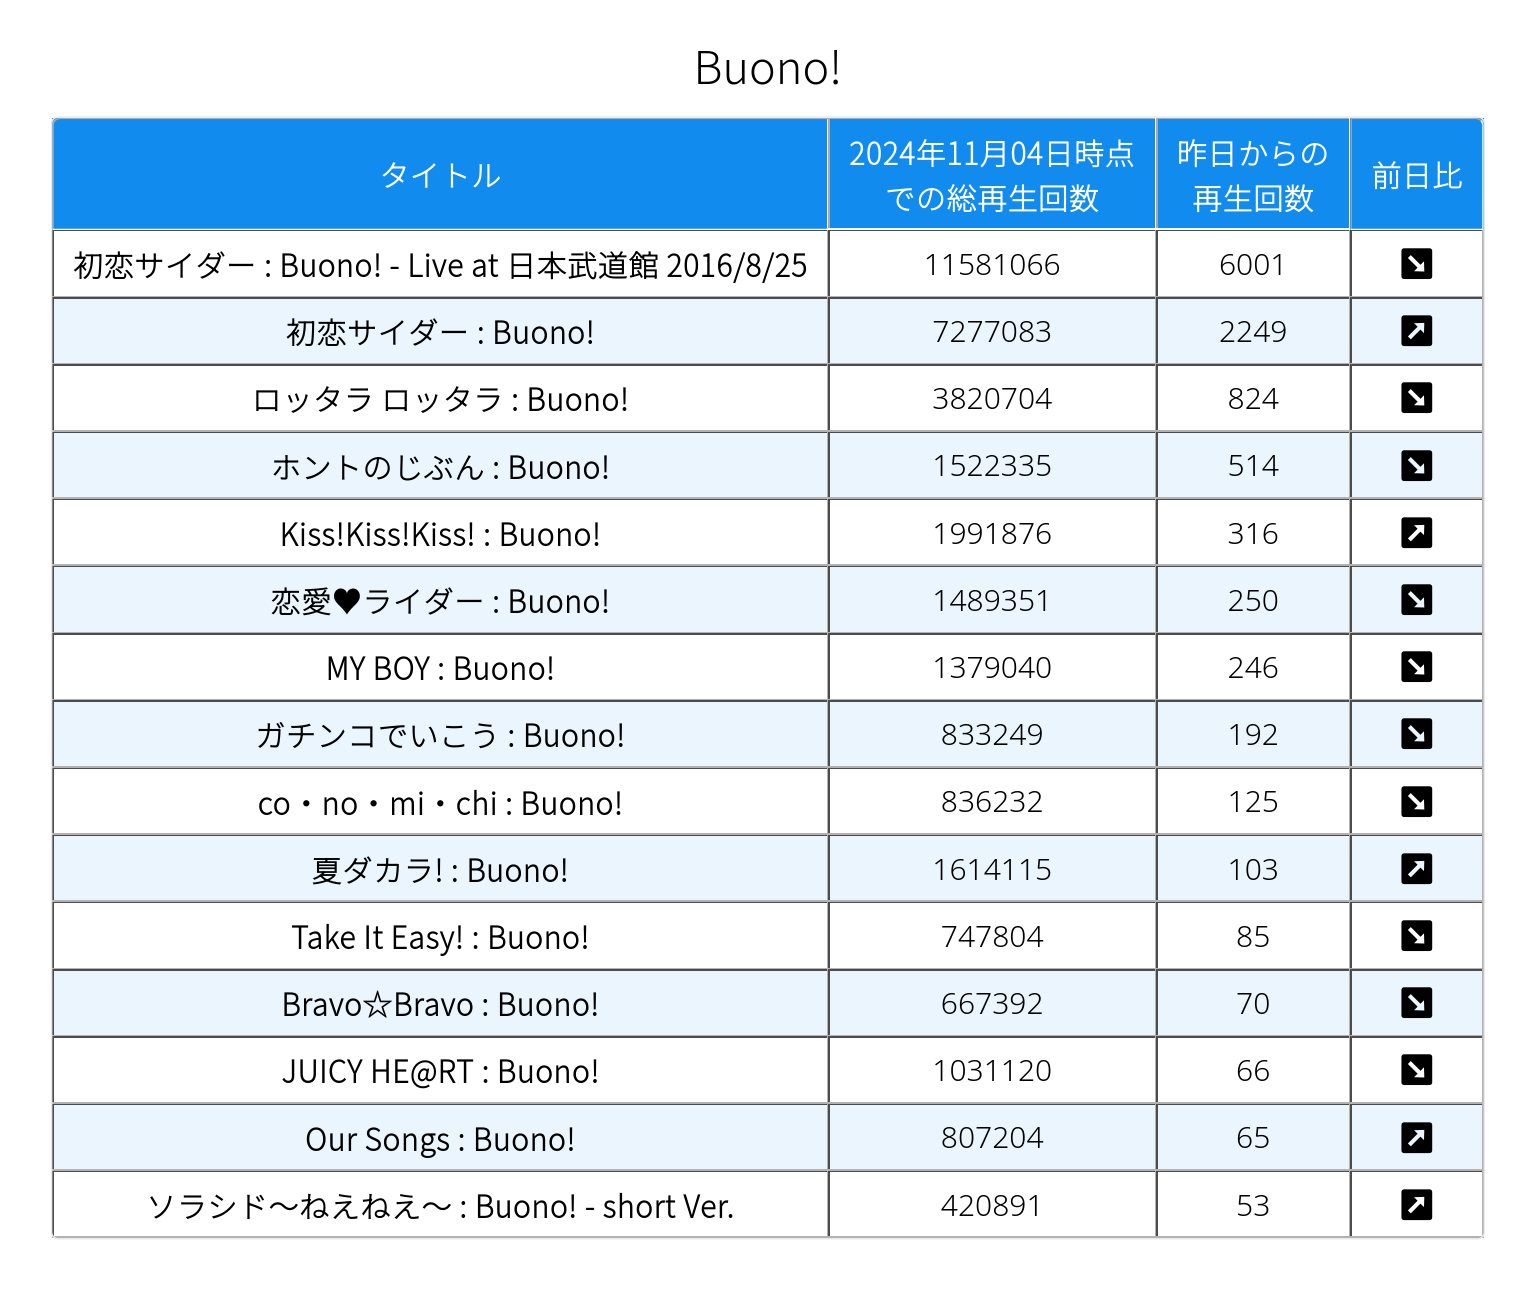 Buono!
タイトル 2024年11月04日時点での総再生回数 昨日からの再生回数 前日比
初恋サイダー : Buono! - Live at 日本武道館 2016/8/25 11581066 6001 ↘
初恋サイダー : Buono! 7277083 2249 ↗
ロッタラ ロッタラ : Buono! 3820704 824 ↘
ホントのじぶん : Buono! 1522335 514 ↘
Kiss!Kiss!Kiss! : Buono! 1991876 316 ↗
恋愛♥ライダー : Buono! 1489351 250 ↘
MY BOY : Buono! 1379040 246 ↘
ガチンコでいこう : Buono! 833249 192 ↘
co・no・mi・chi : Buono! 836232 125 ↘
夏ダカラ! : Buono! 1614115 103 ↗
Take It Easy! : Buono! 747804 85 ↘
Bravo☆Bravo : Buono! 667392 70 ↘
JUICY HE@RT : Buono! 1031120 66 ↘
Our Songs : Buono! 807204 65 ↗
ソラシド〜ねえねえ〜 : Buono! - short Ver. 420891 53 ↗